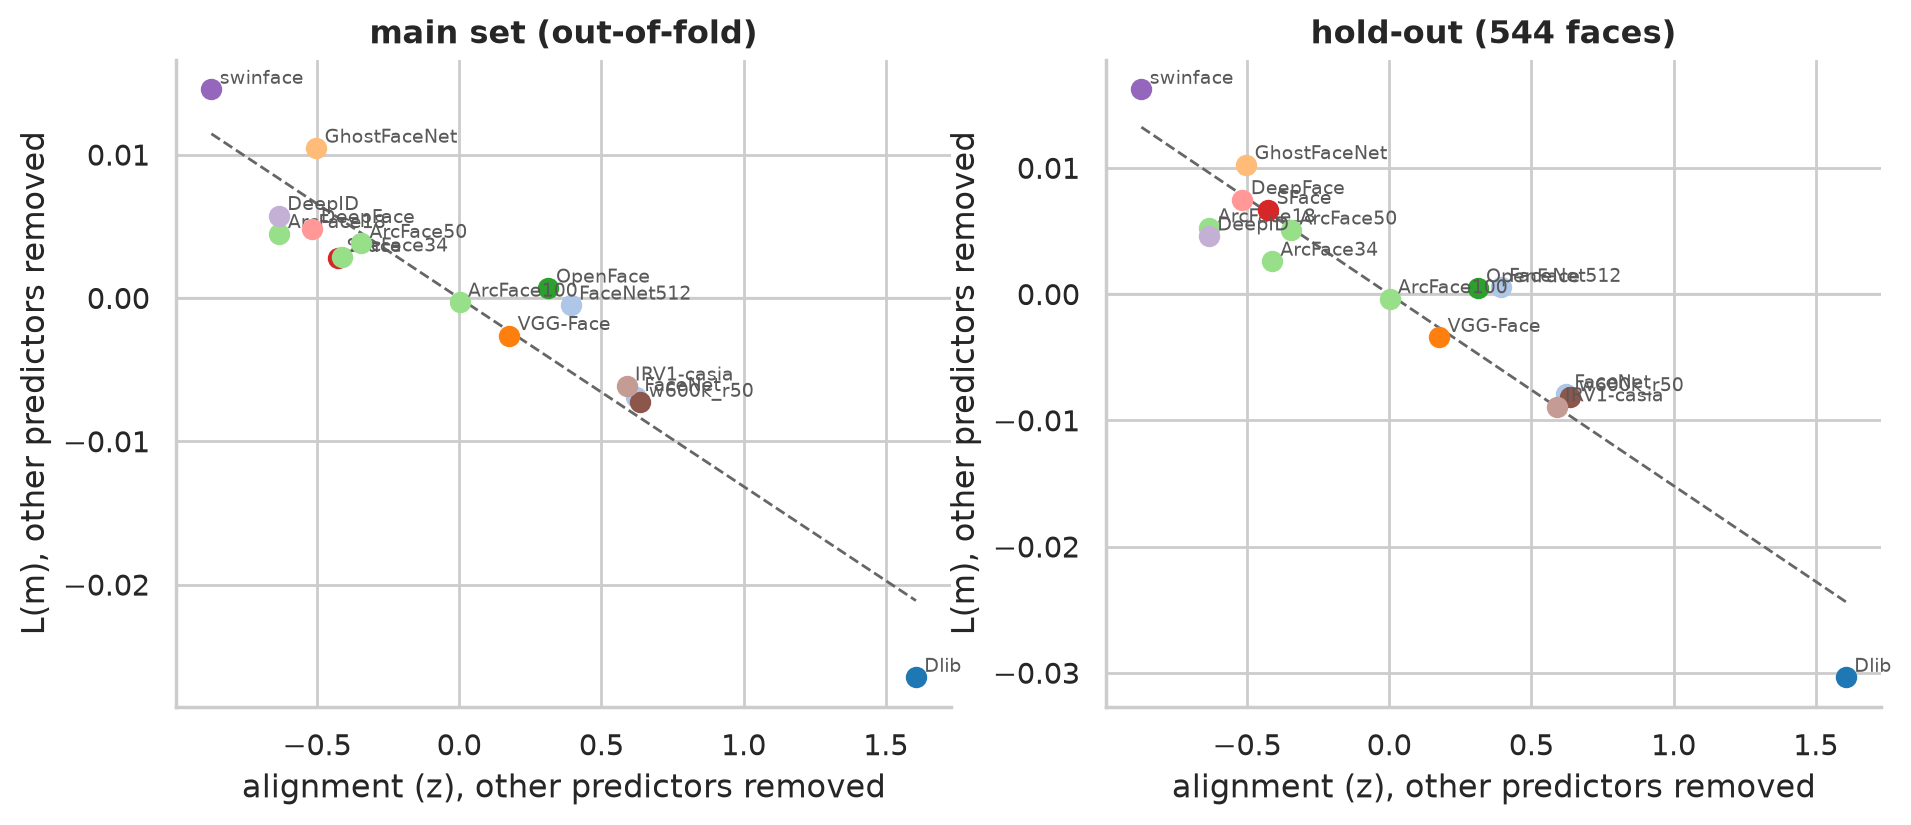 main set (out-of-fold)
L(m), other predictors removed
0.01
0.00
−0.01
−0.02
swinface
GhostFaceNet
DeepID
DeepFace
ArcFace18
ArcFace50
ArcFace34
OpenFace
ArcFace100
FaceNet512
VGG-Face
IRV1-casia
FaceNet
w600k_r50
Dlib
−0.5
0.0
0.5
1.0
1.5
alignment (z), other predictors removed
hold-out (544 faces)
L(m), other predictors removed
0.01
0.00
−0.01
−0.02
−0.03
swinface
GhostFaceNet
DeepFace
SFace
ArcFace18
ArcFace50
DeepID
ArcFace34
OpenFace
FaceNet512
ArcFace100
VGG-Face
FaceNet
w600k_r50
IRV1-casia
Dlib
−0.5
0.0
0.5
1.0
1.5
alignment (z), other predictors removed